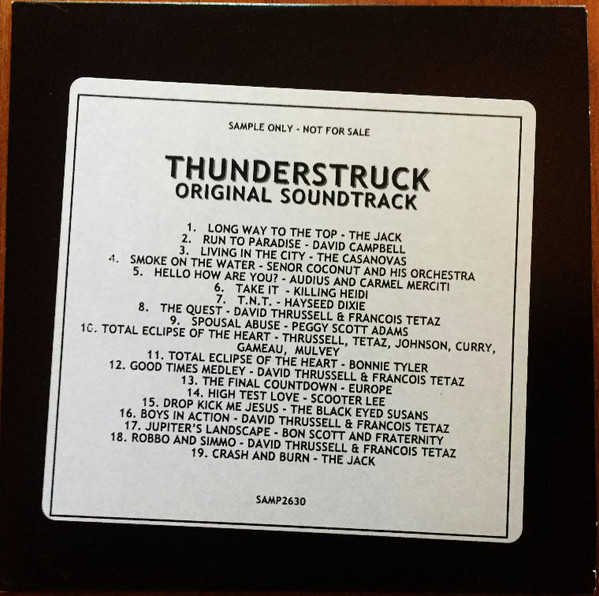 SAMPLE ONLY - NOT FOR SALE
THUNDERSTRUCK
ORIGINAL SOUNDTRACK
1. LONG WAY TO THE TOP - THE JACK
2. RUN TO PARADISE - DAVID CAMPBELL
3. LIVING IN THE CITY - THE CASANOVAS
4. SMOKE ON THE WATER - SENOR COCONUT AND HIS ORCHESTRA
5. HELLO HOW ARE YOU? - AUDIUS AND CARMEL MERCITI
6. TAKE IT - KILLING HEIDI
7. T.N.T. - HAYSEED DIXIE
8. THE QUEST - DAVID THRUSSELL & FRANCOIS TETAZ
9. SPOUSAL ABUSE - PEGGY SCOTT ADAMS
10. TOTAL ECLIPSE OF THE HEART - THRUSSELL, TETAZ, JOHNSON, CURRY,
GAMEAU, MULVEY
11. TOTAL ECLIPSE OF THE HEART - BONNIE TYLER
12. GOOD TIMES MEDLEY - DAVID THRUSSELL & FRANCOIS TETAZ
13. THE FINAL COUNTDOWN - EUROPE
14. HIGH TEST LOVE - SCOOTER LEE
15. DROP KICK ME JESUS - THE BLACK EYED SUSANS
16. BOYS IN ACTION - DAVID THRUSSELL & FRANCOIS TETAZ
17. JUPITER'S LANDSCAPE - BON SCOTT AND FRATERNITY
18. ROBBO AND SIMMO - DAVID THRUSSELL & FRANCOIS TETAZ
19. CRASH AND BURN - THE JACK
SAMP2630